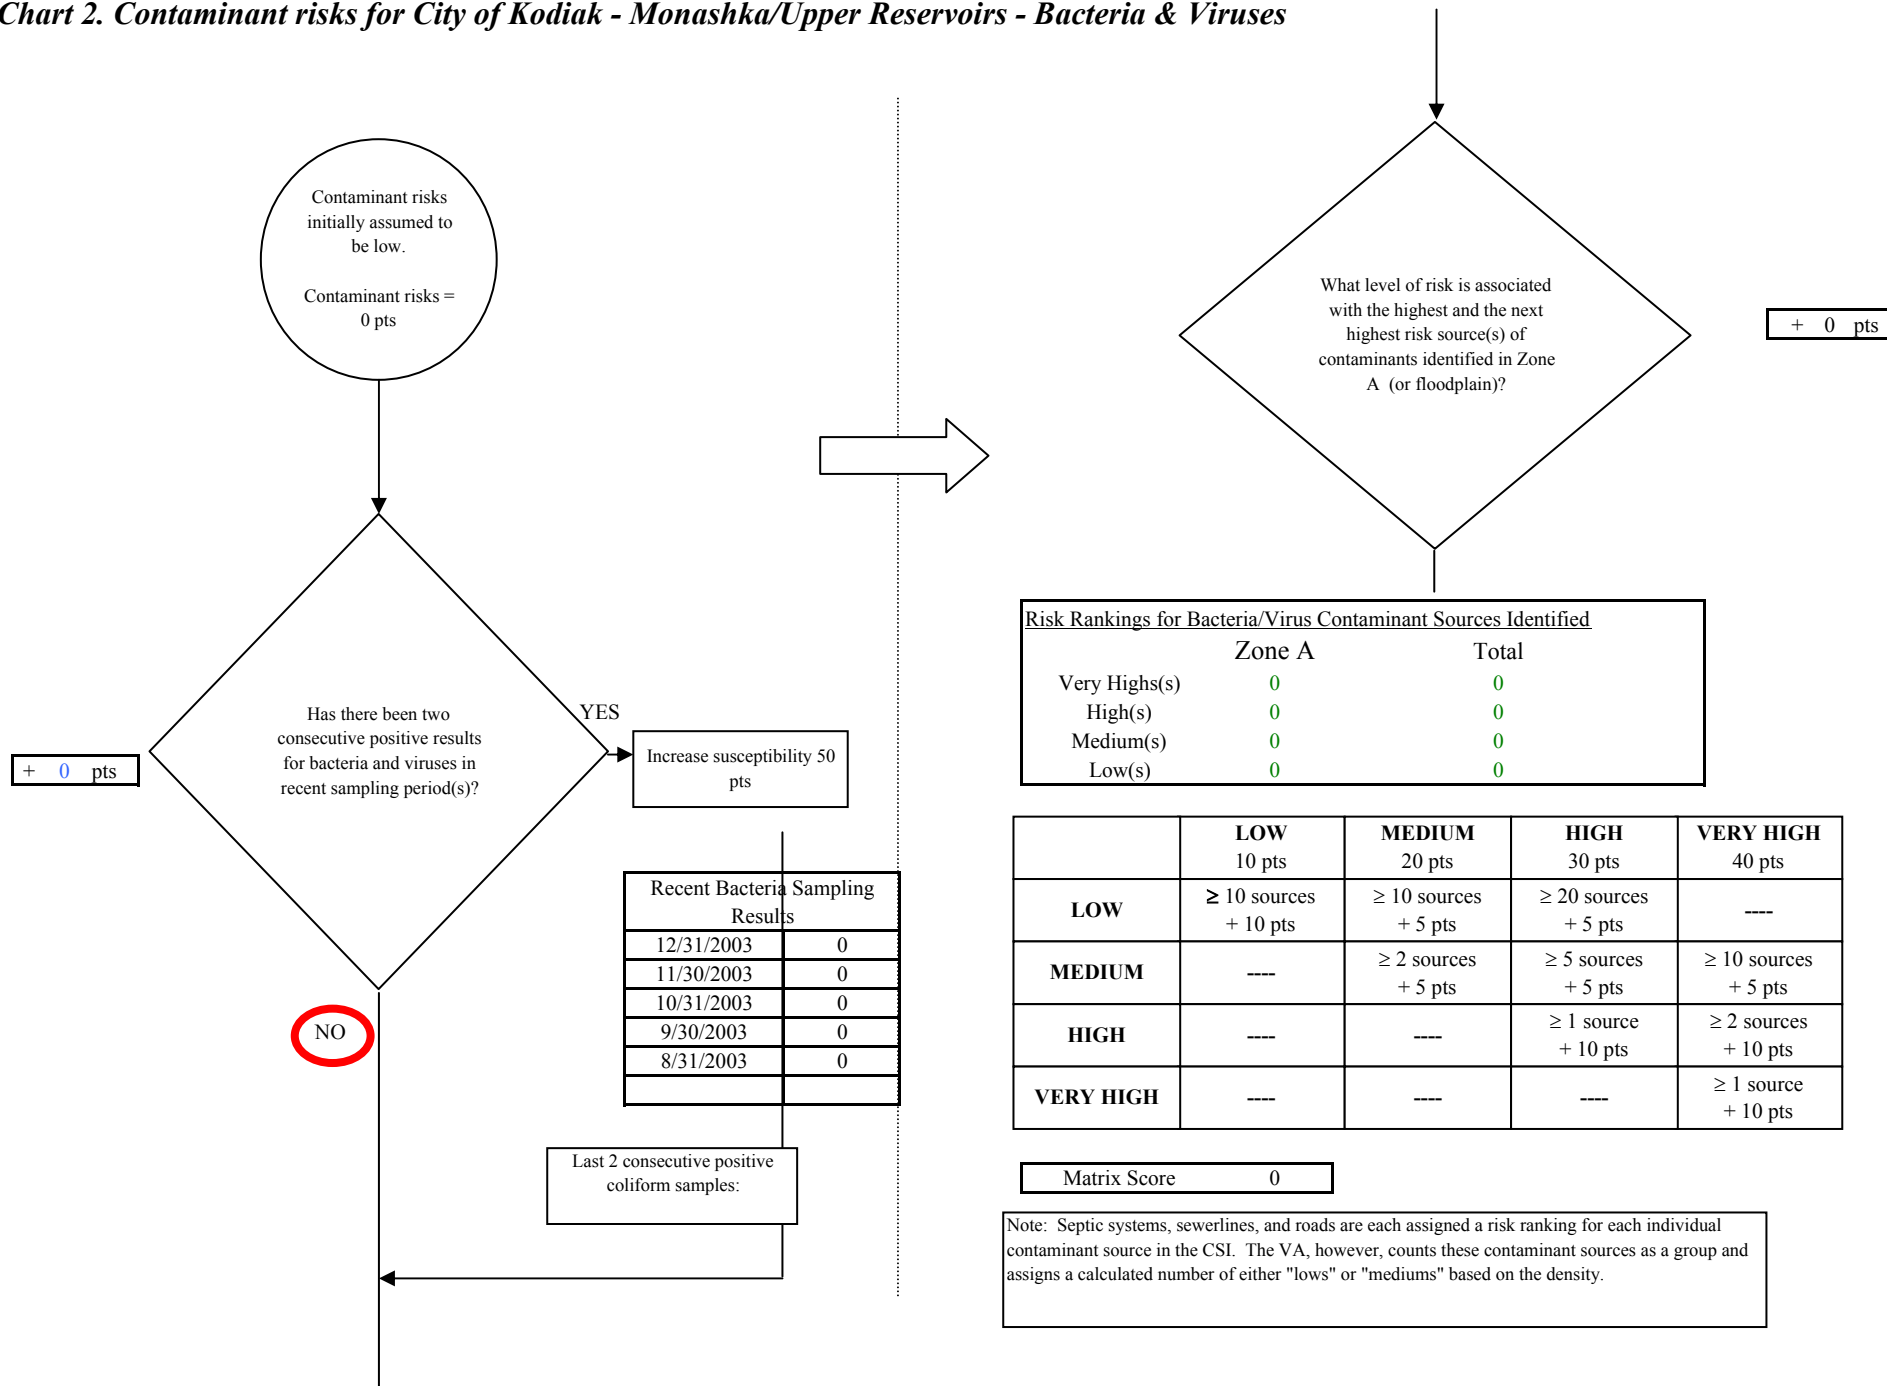 Chart 2. Contaminant risks for City of Kodiak - Monashka/Upper Reservoirs - Bacteria & Viruses
Contaminant risks
initially assumed to
be low.
Contaminant risks =
0 pts
Has there been two
consecutive positive results
for bacteria and viruses in
recent sampling period(s)?
+ 0 pts
YES
Increase susceptibility 50
pts
NO
Recent Bacteria Sampling
Results
12/31/2003 0
11/30/2003 0
10/31/2003 0
9/30/2003 0
8/31/2003 0
Last 2 consecutive positive
coliform samples:
What level of risk is associated
with the highest and the next
highest risk source(s) of
contaminants identified in Zone
A (or floodplain)?
+ 0 pts
Risk Rankings for Bacteria/Virus Contaminant Sources Identified
Zone A Total
Very Highs(s) 0 0
High(s) 0 0
Medium(s) 0 0
Low(s) 0 0
LOW MEDIUM HIGH VERY HIGH
10 pts 20 pts 30 pts 40 pts
LOW ≥ 10 sources ≥ 10 sources ≥ 20 sources ----
+ 10 pts + 5 pts + 5 pts
MEDIUM ---- ≥ 2 sources ≥ 5 sources ≥ 10 sources
+ 5 pts + 5 pts + 5 pts
HIGH ---- ---- ≥ 1 source ≥ 2 sources
+ 10 pts + 10 pts
VERY HIGH ---- ---- ---- ≥ 1 source
+ 10 pts
Matrix Score 0
Note: Septic systems, sewerlines, and roads are each assigned a risk ranking for each individual
contaminant source in the CSI. The VA, however, counts these contaminant sources as a group and
assigns a calculated number of either "lows" or "mediums" based on the density.